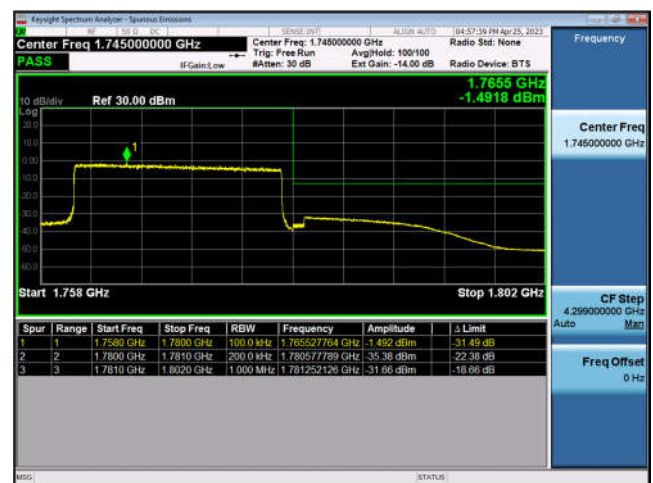 Keysight Spectrum Analyzer - Spurious Emissions
RF 50 Ω DC SENSE:INT ALIGN AUTO 04:57:39 PM Apr 25, 2023
Center Freq 1.745000000 GHz
Center Freq: 1.745000000 GHz
Radio Std: None
Trig: Free Run
Avg|Hold: 100/100
PASS
IFGain:Low
#Atten: 30 dB
Ext Gain: -14.00 dB
Radio Device: BTS
1.7655 GHz
-1.4918 dBm
10 dB/div Ref 30.00 dBm
Log
20.0
10.0
0.00
-10.0
-20.0
-30.0
-40.0
-50.0
-60.0
1
Start 1.758 GHz Stop 1.802 GHz
Spur Range Start Freq Stop Freq RBW Frequency Amplitude Δ Limit
1 1 1.7580 GHz 1.7800 GHz 100.0 kHz 1.765527764 GHz -1.492 dBm -31.49 dB
2 2 1.7800 GHz 1.7810 GHz 200.0 kHz 1.780577789 GHz -35.38 dBm -22.38 dB
3 3 1.7810 GHz 1.8020 GHz 1.000 MHz 1.781252126 GHz -31.66 dBm -18.66 dB
MSG STATUS
Frequency
Center Freq
1.745000000 GHz
CF Step
4.299000000 GHz
Auto Man
Freq Offset
0 Hz